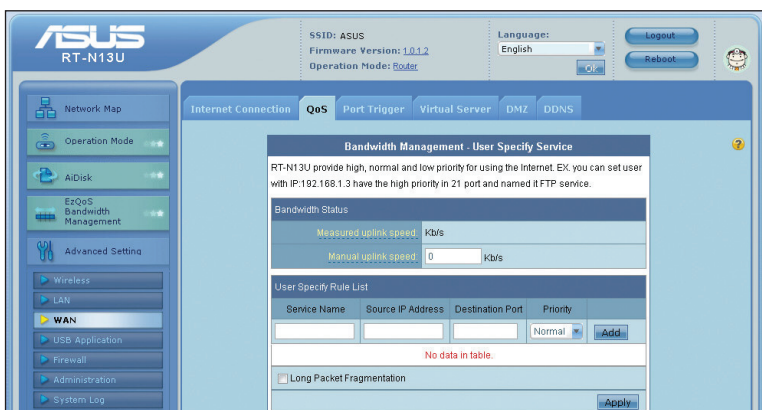 ASUS
RT-N13U
SSID: ASUS
Firmware Version: 1.0.1.2
Operation Mode: Router
Language:
English
Ok
Logout
Reboot
Network Map
Operation Mode
AiDisk
EzQoS
Bandwidth
Management
Advanced Setting
Wireless
LAN
WAN
USB Application
Firewall
Administration
System Log
Internet Connection QoS Port Trigger Virtual Server DMZ DDNS
Bandwidth Management - User Specify Service
RT-N13U provide high, normal and low priority for using the Internet. EX. you can set user
with IP:192.168.1.3 have the high priority in 21 port and named it FTP service.
Bandwidth Status
Measured uplink speed: Kb/s
Manual uplink speed: 0 Kb/s
User Specify Rule List
Service Name Source IP Address Destination Port Priority
Normal Add
No data in table.
Long Packet Fragmentation
Apply
?